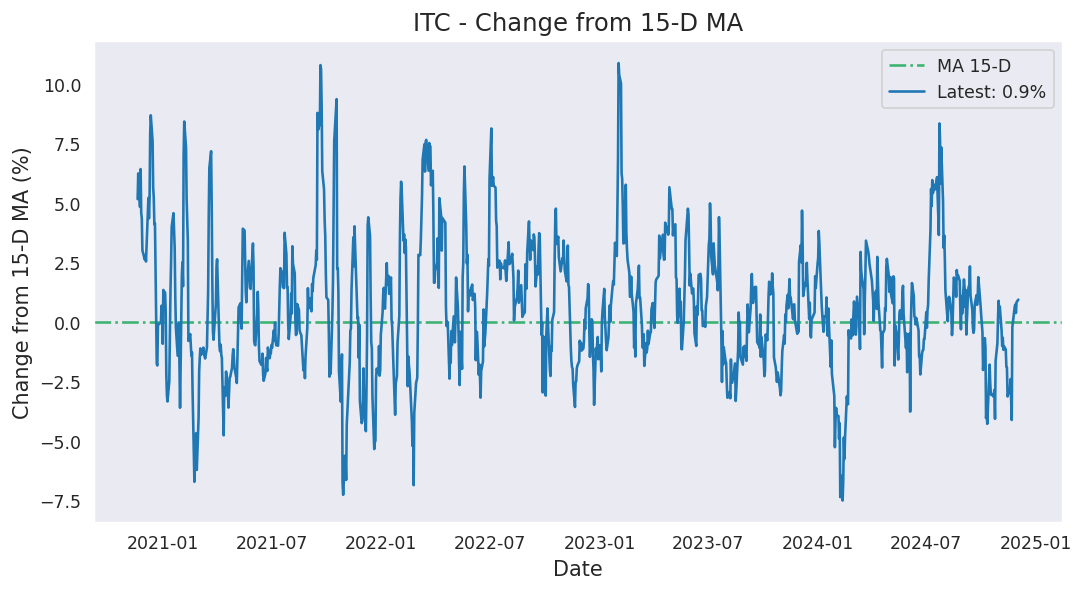 ITC - Change from 15-D MA
MA 15-D
Latest: 0.9%
Change from 15-D MA (%)
10.0
7.5
5.0
2.5
0.0
−2.5
−5.0
−7.5
2021-01 2021-07 2022-01 2022-07 2023-01 2023-07 2024-01 2024-07 2025-01
Date